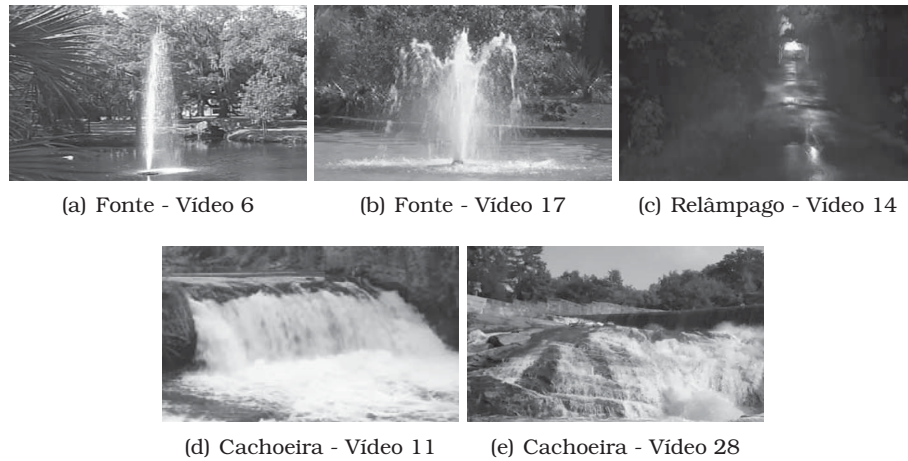 (a) Fonte - Vídeo 6
(b) Fonte - Vídeo 17
(c) Relâmpago - Vídeo 14
(d) Cachoeira - Vídeo 11
(e) Cachoeira - Vídeo 28